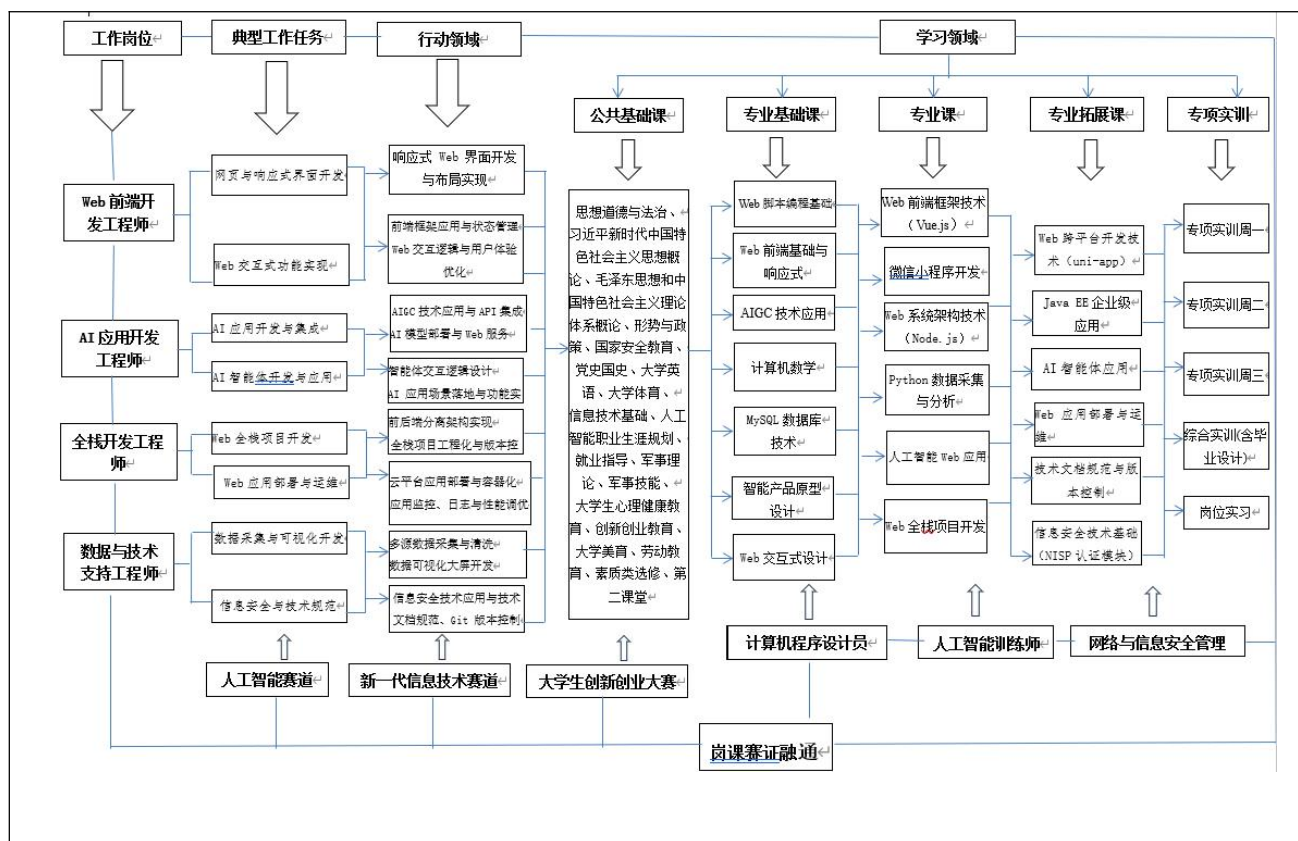 工作岗位
典型工作任务
行动领域
学习领域
公共基础课
专业基础课
专业课
专业拓展课
专项实训
Web 前端开
发工程师
AI 应用开发
工程师
全栈开发工程
师
数据与技术
支持工程师
网页与响应式界面开发
Web 交互式功能实现
AI 应用开发与集成
AI 智能体开发与应用
Web 全栈项目开发
Web 应用部署与运维
数据采集与可视化开发
信息安全与技术规范
响应式 Web 界面开发
与布局实现
前端框架应用与状态管理
Web 交互逻辑与用户体验
优化
AIGC 技术应用与 API 集成
AI 模型部署与 Web 服务
智能体交互逻辑设计
AI 应用场景落地与功能实
前后端分离架构实现
全栈项目工程化与版本控
云平台应用部署与容器化
应用监控、日志与性能调优
多源数据采集与清洗
数据可视化大屏开发
信息安全技术应用与技术
文档规范、Git 版本控制
思想道德与法治、
习近平新时代中国特
色社会主义思想概
论、毛泽东思想和中
国特色社会主义理论
体系概论、形势与政
策、国家安全教育、
党史国史、大学英
语、大学体育、
信息技术基础、人工
智能职业生涯规划、
就业指导、军事理
论、军事技能、
大学生心理健康教
育、创新创业教育、
大学美育、劳动教
育、素质类选修、第
二课堂
Web 脚本编程基础
Web 前端基础与
响应式
AIGC 技术应用
计算机数学
MySQL 数据库
技术
智能产品原型
设计
Web 交互式设计
Web 前端框架技术
（Vue.js）
微信小程序开发
Web 系统架构技术
（Node.js）
Python 数据采集
与分析
人工智能 Web 应用
Web 全栈项目开发
Web 跨平台开发技
术（uni-app）
Java EE 企业级
应用
AI 智能体应用
Web 应用部署与运
维
技术文档规范与版
本控制
信息安全技术基础
（NISP 认证模块）
专项实训周一
专项实训周二
专项实训周三
综合实训(含毕
业设计)
岗位实习
计算机程序设计员
人工智能训练师
网络与信息安全管理
人工智能赛道
新一代信息技术赛道
大学生创新创业大赛
岗课赛证融通